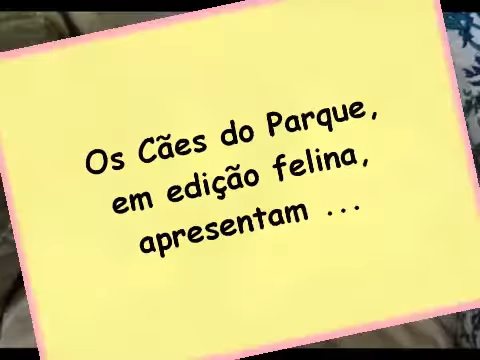 Os Cães do Parque,
em edição felina,
apresentam ...